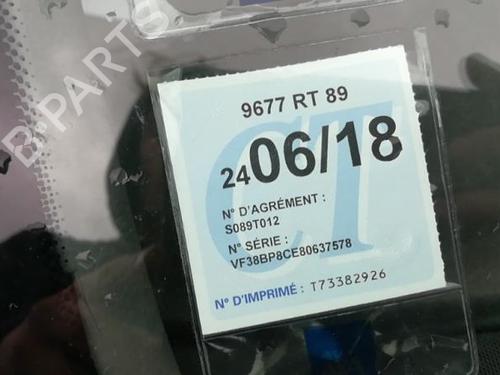 B-PARTS
9677 RT 89
CT
24 06/18
N° D'AGRÉMENT :
S089T012
N° SÉRIE :
VF38BP8CE80637578
N° D'IMPRIMÉ : T73382926